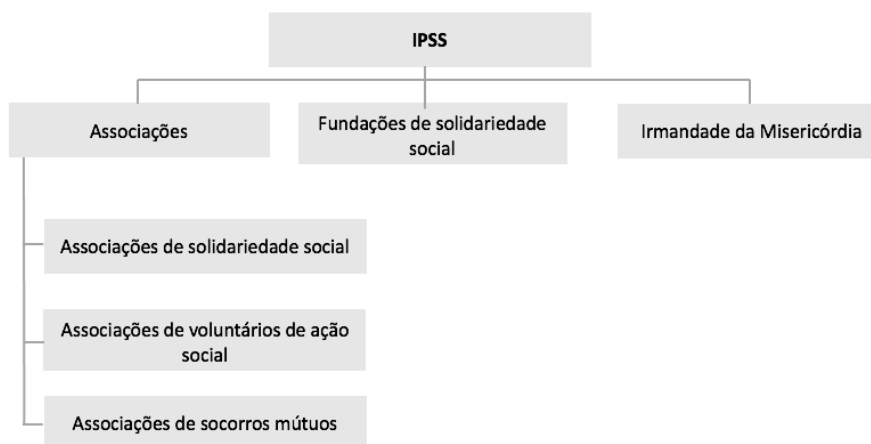 IPSS
Associações
Fundações de solidariedade
social
Irmandade da Misericórdia
Associações de solidariedade social
Associações de voluntários de ação
social
Associações de socorros mútuos